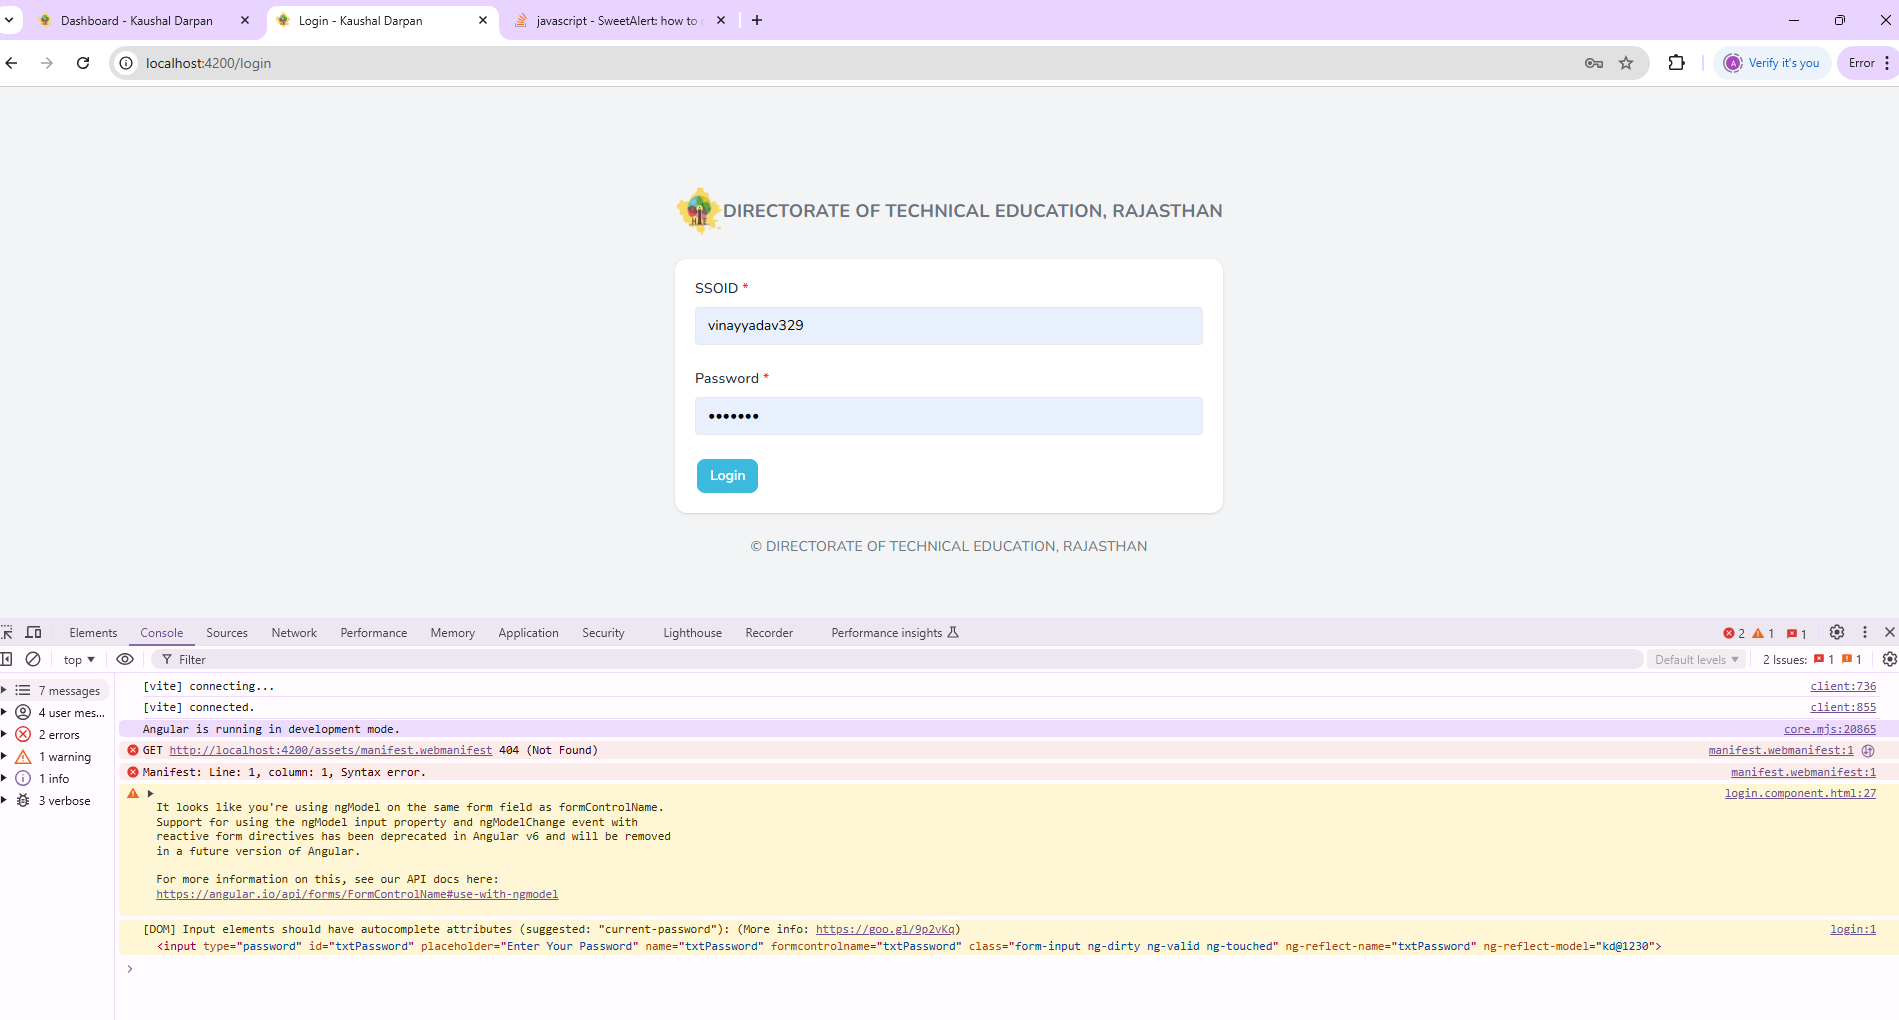 Dashboard - Kaushal Darpan
Login - Kaushal Darpan
javascript - SweetAlert: how to
localhost:4200/login
A
Verify it's you
Error
HTE
DIRECTORATE OF TECHNICAL EDUCATION, RAJASTHAN
SSOID *
vinayyadav329
Password *
•••••••
Login
© DIRECTORATE OF TECHNICAL EDUCATION, RAJASTHAN
Elements Console Sources Network Performance Memory Application Security Lighthouse Recorder Performance insights 2 1 1
top Filter Default levels 2 Issues: 1 1
7 messages
4 user mes...
2 errors
1 warning
1 info
3 verbose
[vite] connecting... client:736
[vite] connected. client:855
Angular is running in development mode. core.mjs:20865
GET http://localhost:4200/assets/manifest.webmanifest 404 (Not Found) manifest.webmanifest:1
Manifest: Line: 1, column: 1, Syntax error. manifest.webmanifest:1
login.component.html:27
It looks like you're using ngModel on the same form field as formControlName.
Support for using the ngModel input property and ngModelChange event with
reactive form directives has been deprecated in Angular v6 and will be removed
in a future version of Angular.
For more information on this, see our API docs here:
https://angular.io/api/forms/FormControlName#use-with-ngmodel
[DOM] Input elements should have autocomplete attributes (suggested: "current-password"): (More info: https://goo.gl/9p2vKq) login:1
<input type="password" id="txtPassword" placeholder="Enter Your Password" name="txtPassword" formcontrolname="txtPassword" class="form-input ng-dirty ng-valid ng-touched" ng-reflect-name="txtPassword" ng-reflect-model="kd@1230">